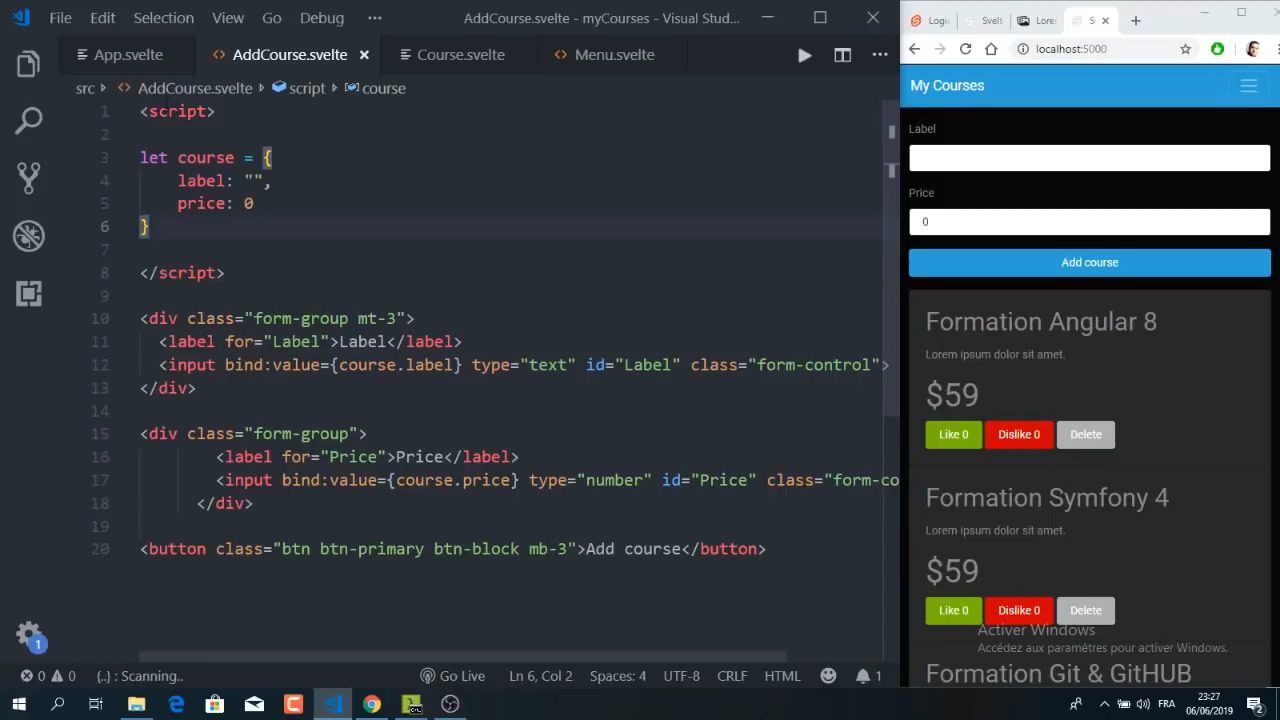 File Edit Selection View Go Debug ··· AddCourse.svelte • myCourses - Visual Stud...
App.svelte AddCourse.svelte Course.svelte Menu.svelte
src > AddCourse.svelte > script > course
1 <script>
2
3 let course = {
4 label: "",
5 price: 0
6 }
7
8 </script>
9
10 <div class="form-group mt-3">
11 <label for="Label">Label</label>
12 <input bind:value={course.label} type="text" id="Label" class="form-control">
13 </div>
14
15 <div class="form-group">
16 <label for="Price">Price</label>
17 <input bind:value={course.price} type="number" id="Price" class="form-co
18 </div>
19
20 <button class="btn btn-primary btn-block mb-3">Add course</button>
1
0 0 {..} : Scanning.. Go Live Ln 6, Col 2 Spaces: 4 UTF-8 CRLF HTML 1
Logi Svelt Lore S
localhost:5000
My Courses
Label
Price
0
Add course
Formation Angular 8
Lorem ipsum dolor sit amet.
$59
Like 0 Dislike 0 Delete
Formation Symfony 4
Lorem ipsum dolor sit amet.
$59
Like 0 Dislike 0 Delete
Activer Windows
Accédez aux paramètres pour activer Windows.
Formation Git & GitHUB
FRA
23:27
06/06/2019
2